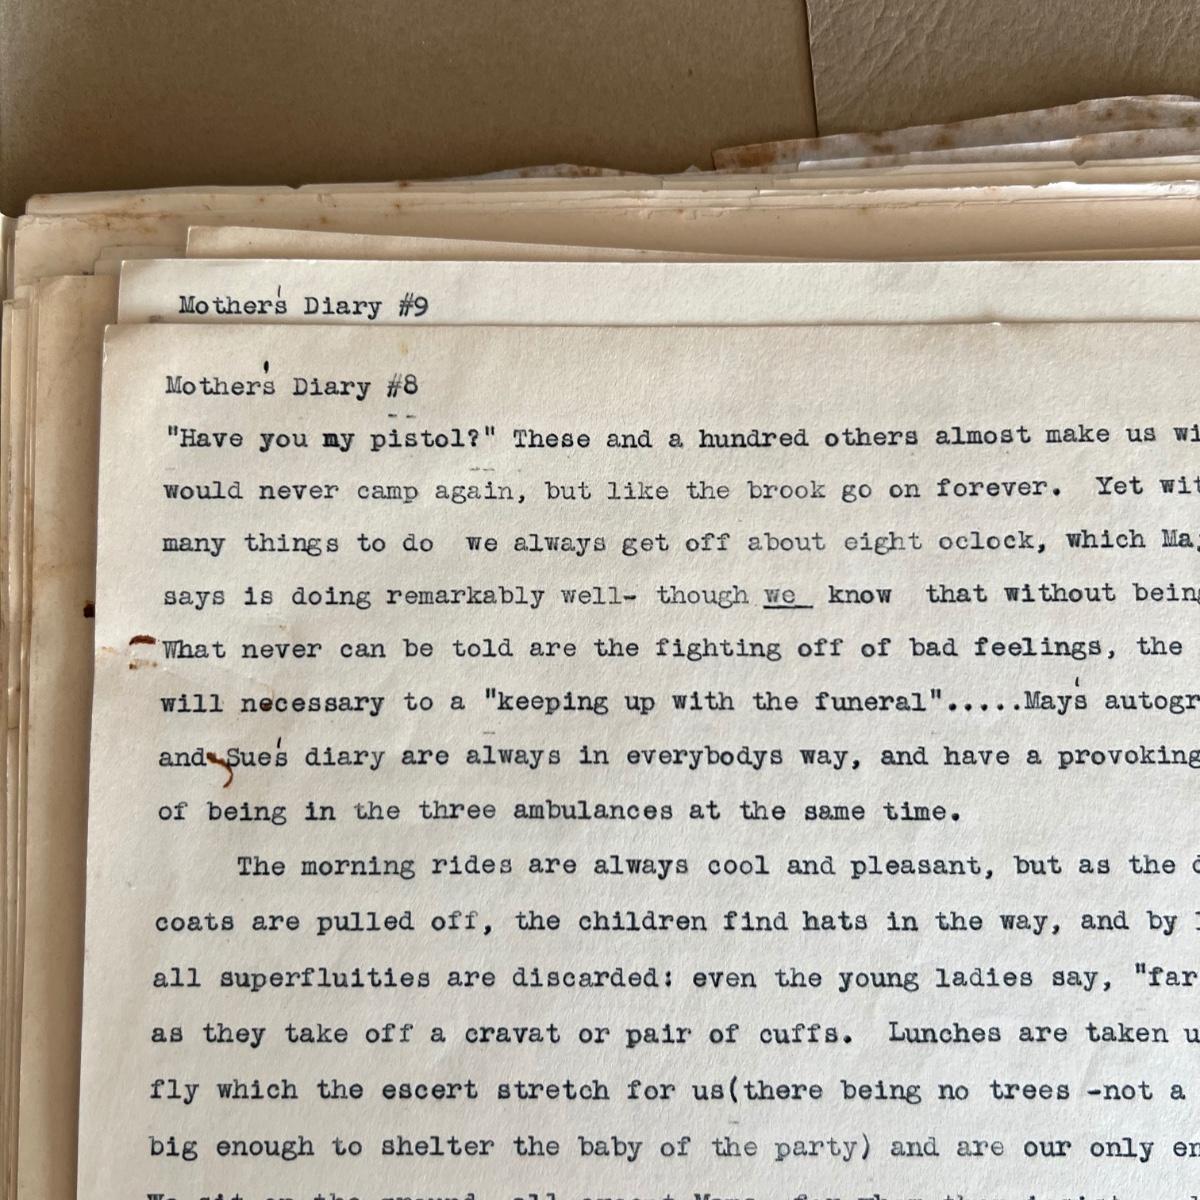 Mother's Diary #9
Mother's Diary #8
"Have you my pistol?" These and a hundred others almost make us
would never camp again, but like the brook go on forever. Yet
many things to do we always get off about eight oclock, which
says is doing remarkably well- though we know that without
What never can be told are the fighting off of bad feelings, the
will necessary to a "keeping up with the funeral".....May's
and Sue's diary are always in everybodys way, and have a provoking
of being in the three ambulances at the same time.
The morning rides are always cool and pleasant, but as the
coats are pulled off, the children find hats in the way, and by
all superfluities are discarded: even the young ladies say, "far
as they take off a cravat or pair of cuffs. Lunches are taken
fly which the escert stretch for us(there being no trees -not a
big enough to shelter the baby of the party) and are our only